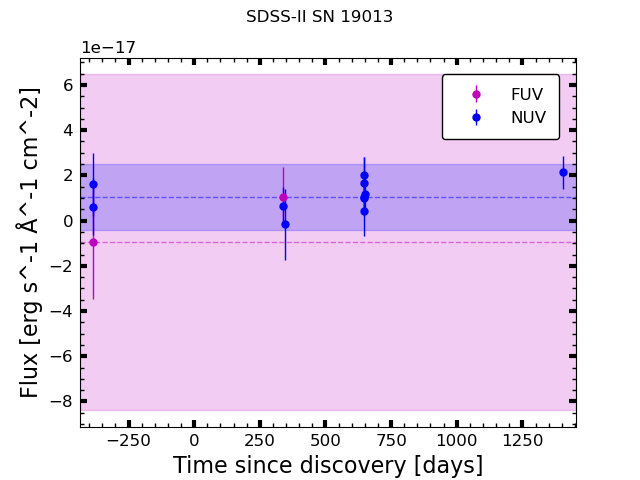 SDSS-II SN 19013
1e−17
FUV
NUV
6
4
2
0
−2
−4
−6
−8
Flux [erg s^-1 Å^-1 cm^-2]
−250 0 250 500 750 1000 1250
Time since discovery [days]